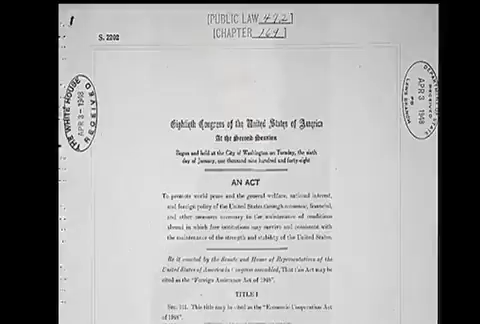 [PUBLIC LAW 472]
[CHAPTER 169]
S. 2202
THE WHITE HOUSE
APR 3 - 1948
RECEIVED
DEPARTMENT OF STATE
RECEIVED
APR 3 1948
LAWS BRANCH
Eightieth Congress of the United States of America
At the Second Session
Begun and held at the City of Washington on Tuesday, the sixth
day of January, one thousand nine hundred and forty-eight
AN ACT
To promote world peace and the general welfare, national interest,
and foreign policy of the United States through economic, financial,
and other measures necessary to the maintenance of conditions
abroad in which free institutions may survive and consistent with
the maintenance of the strength and stability of the United States.
Be it enacted by the Senate and House of Representatives of the
United States of America in Congress assembled, That this Act may be
cited as the "Foreign Assistance Act of 1948".
TITLE I
Sec. 101. This title may be cited as the "Economic Cooperation Act
of 1948".